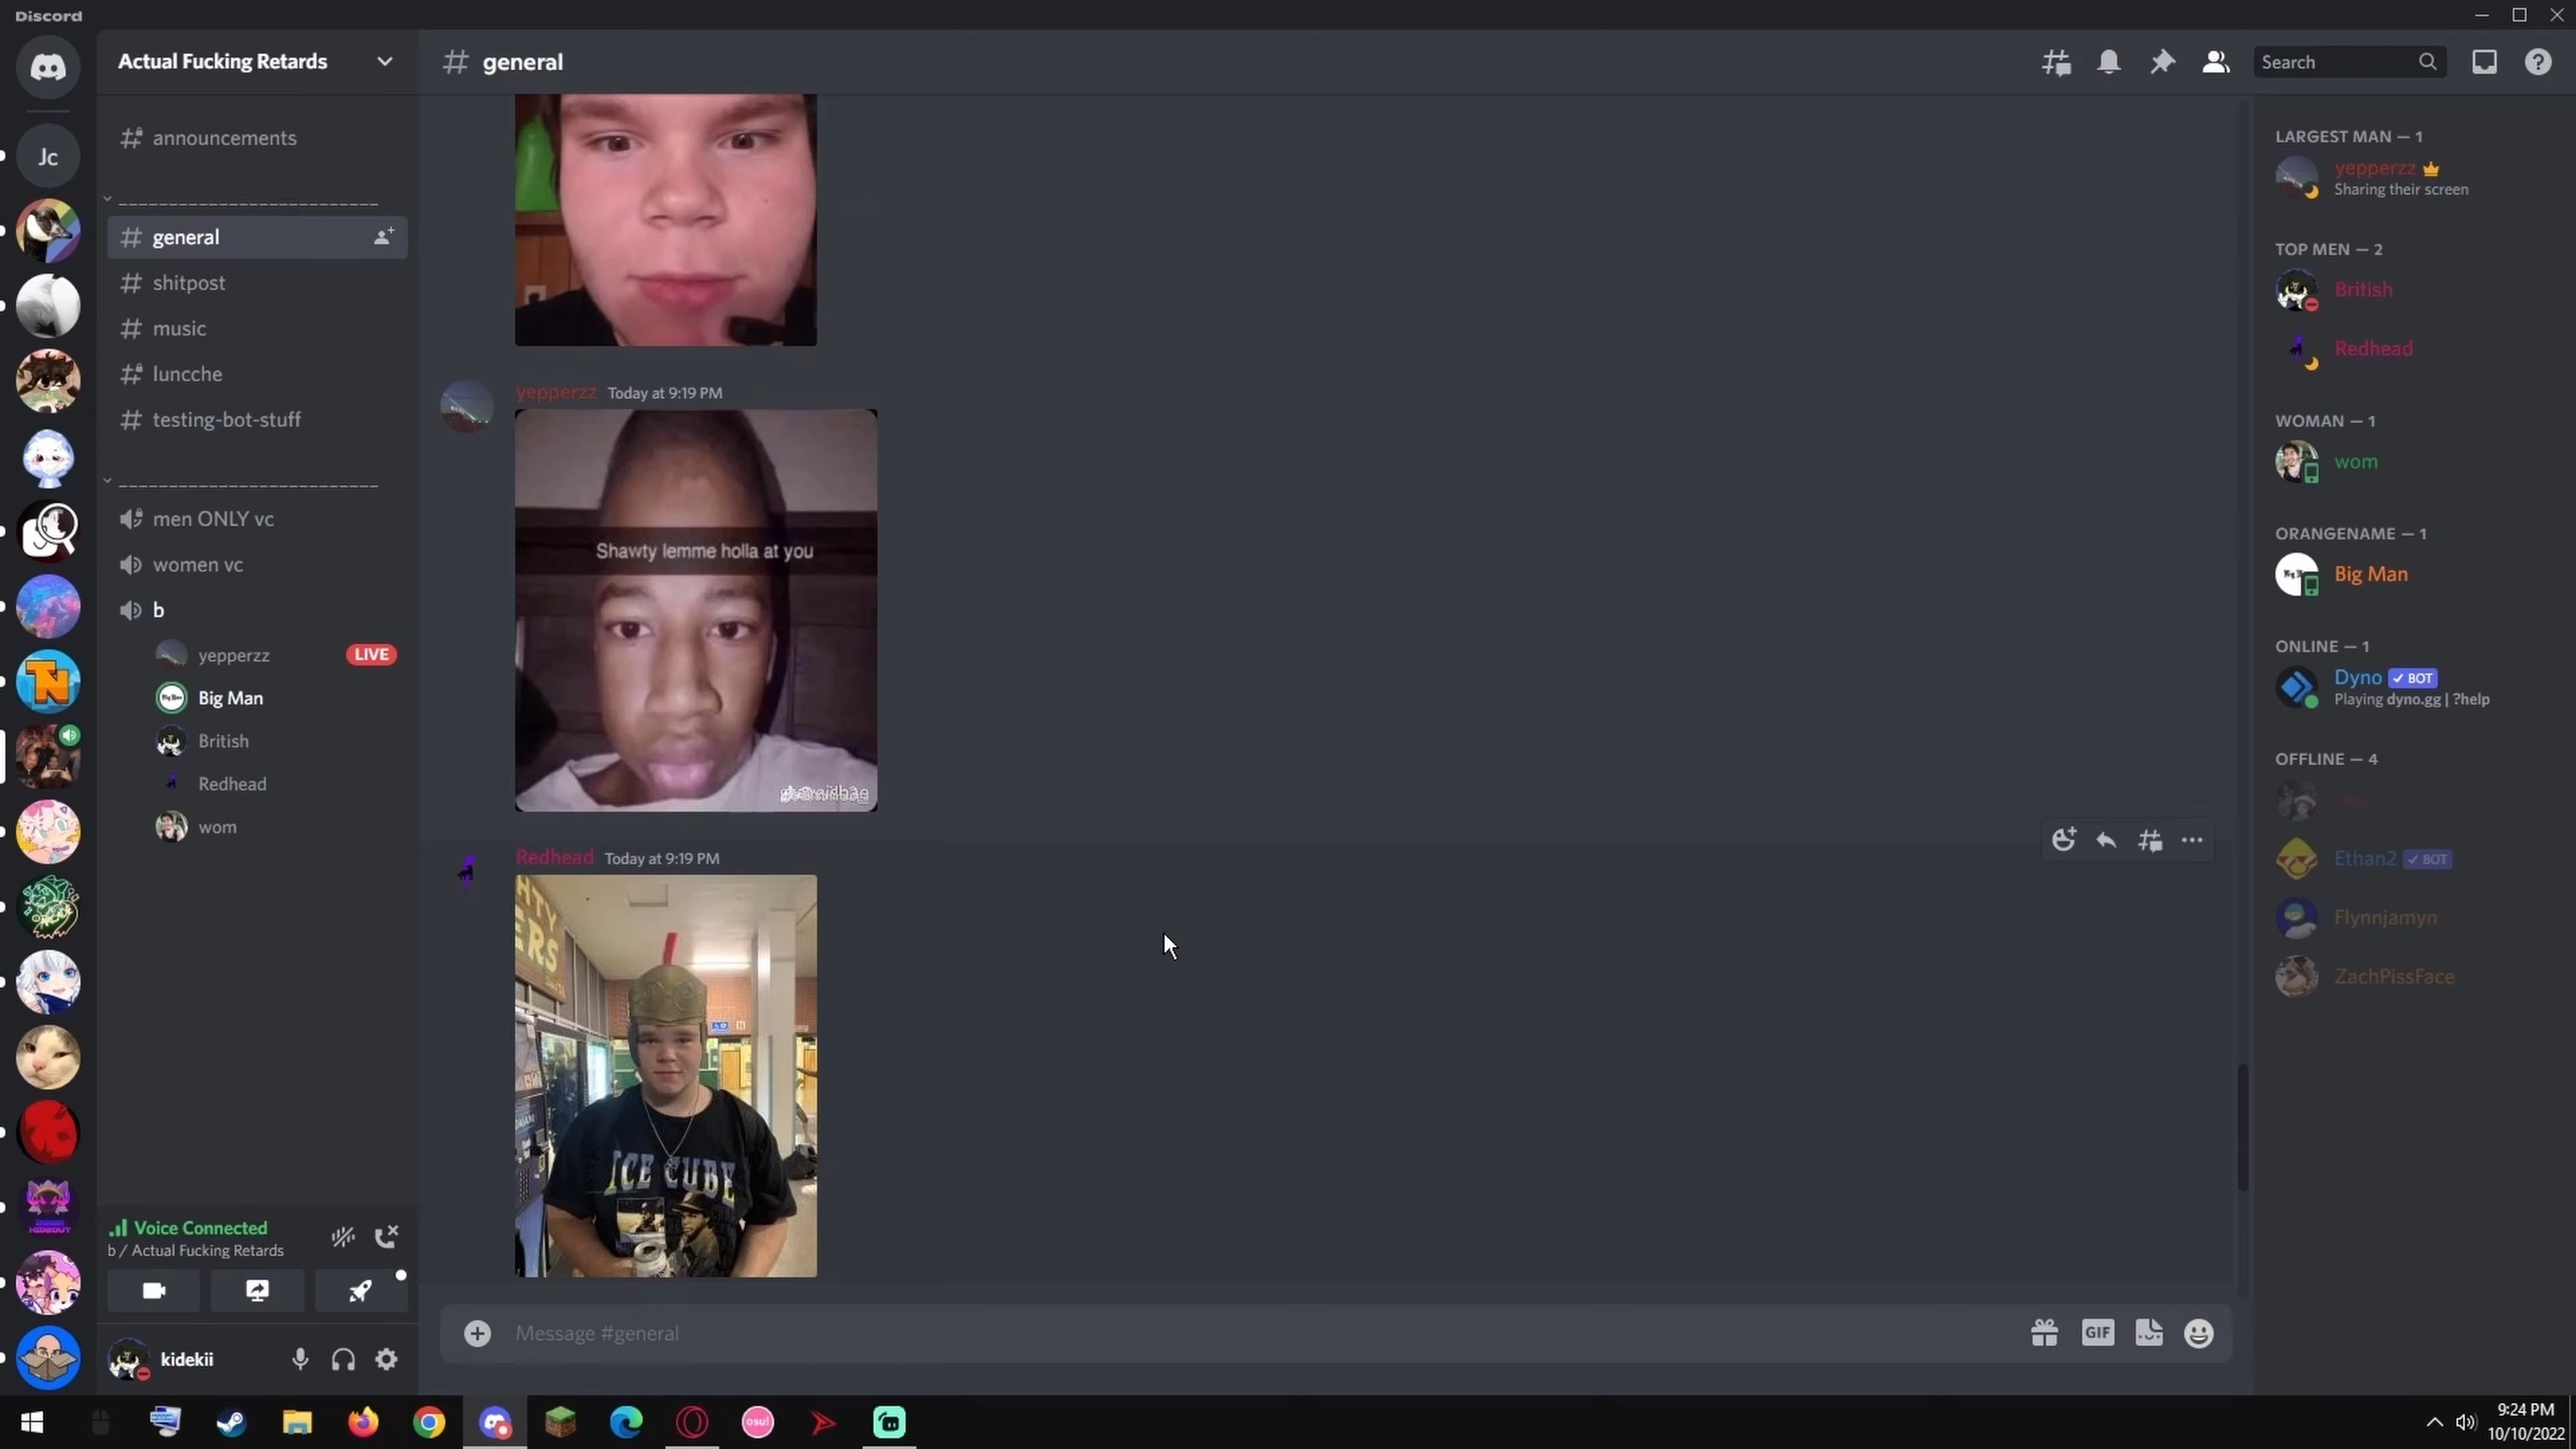 Discord
Actual Fucking Retards
general
Search
Jc
announcements
general
shitpost
music
luncche
testing-bot-stuff
men ONLY vc
women vc
b
yepperzz
LIVE
Big Man
British
Redhead
wom
Voice Connected
b / Actual Fucking Retards
kidekii
yepperzz Today at 9:19 PM
Shawty lemme holla at you
Redhead Today at 9:19 PM
HTY
ERS
ICE CUBE
Message #general
GIF
LARGEST MAN — 1
yepperzz
Sharing their screen
TOP MEN — 2
British
Redhead
WOMAN — 1
wom
ORANGENAME — 1
Big Man
ONLINE — 1
Dyno BOT
Playing dyno.gg | ?help
OFFLINE — 4
Ethan2 BOT
Flynnjamyn
ZachPissFace
osu!
9:24 PM
10/10/2022